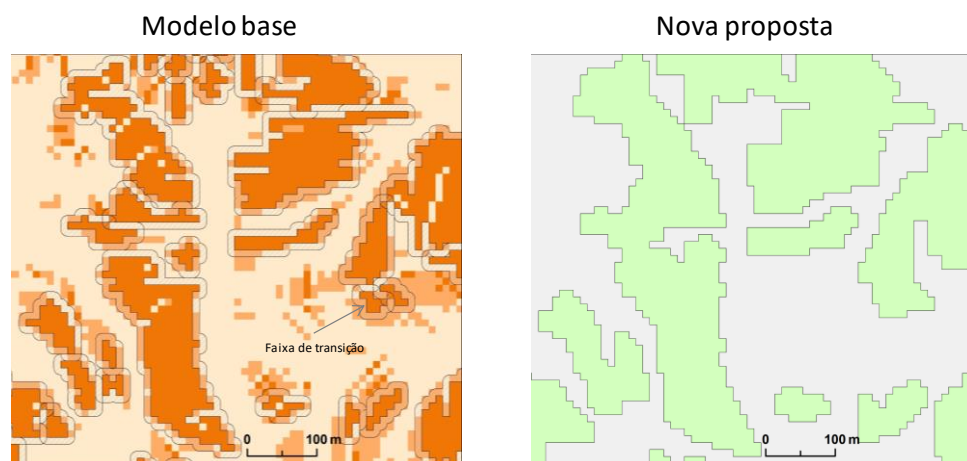 Modelo base
Nova proposta
Faixa de transição
0 100 m
0 100 m